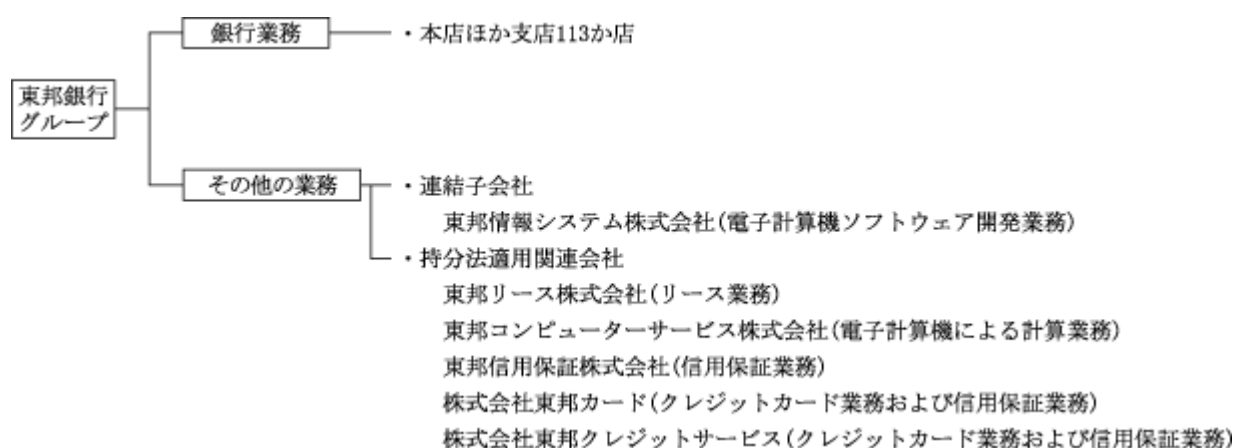 銀行業務
・本店ほか支店113か店
東邦銀行
グループ
その他の業務
・連結子会社
東邦情報システム株式会社(電子計算機ソフトウェア開発業務)
・持分法適用関連会社
東邦リース株式会社(リース業務)
東邦コンピューターサービス株式会社(電子計算機による計算業務)
東邦信用保証株式会社(信用保証業務)
株式会社東邦カード(クレジットカード業務および信用保証業務)
株式会社東邦クレジットサービス(クレジットカード業務および信用保証業務)